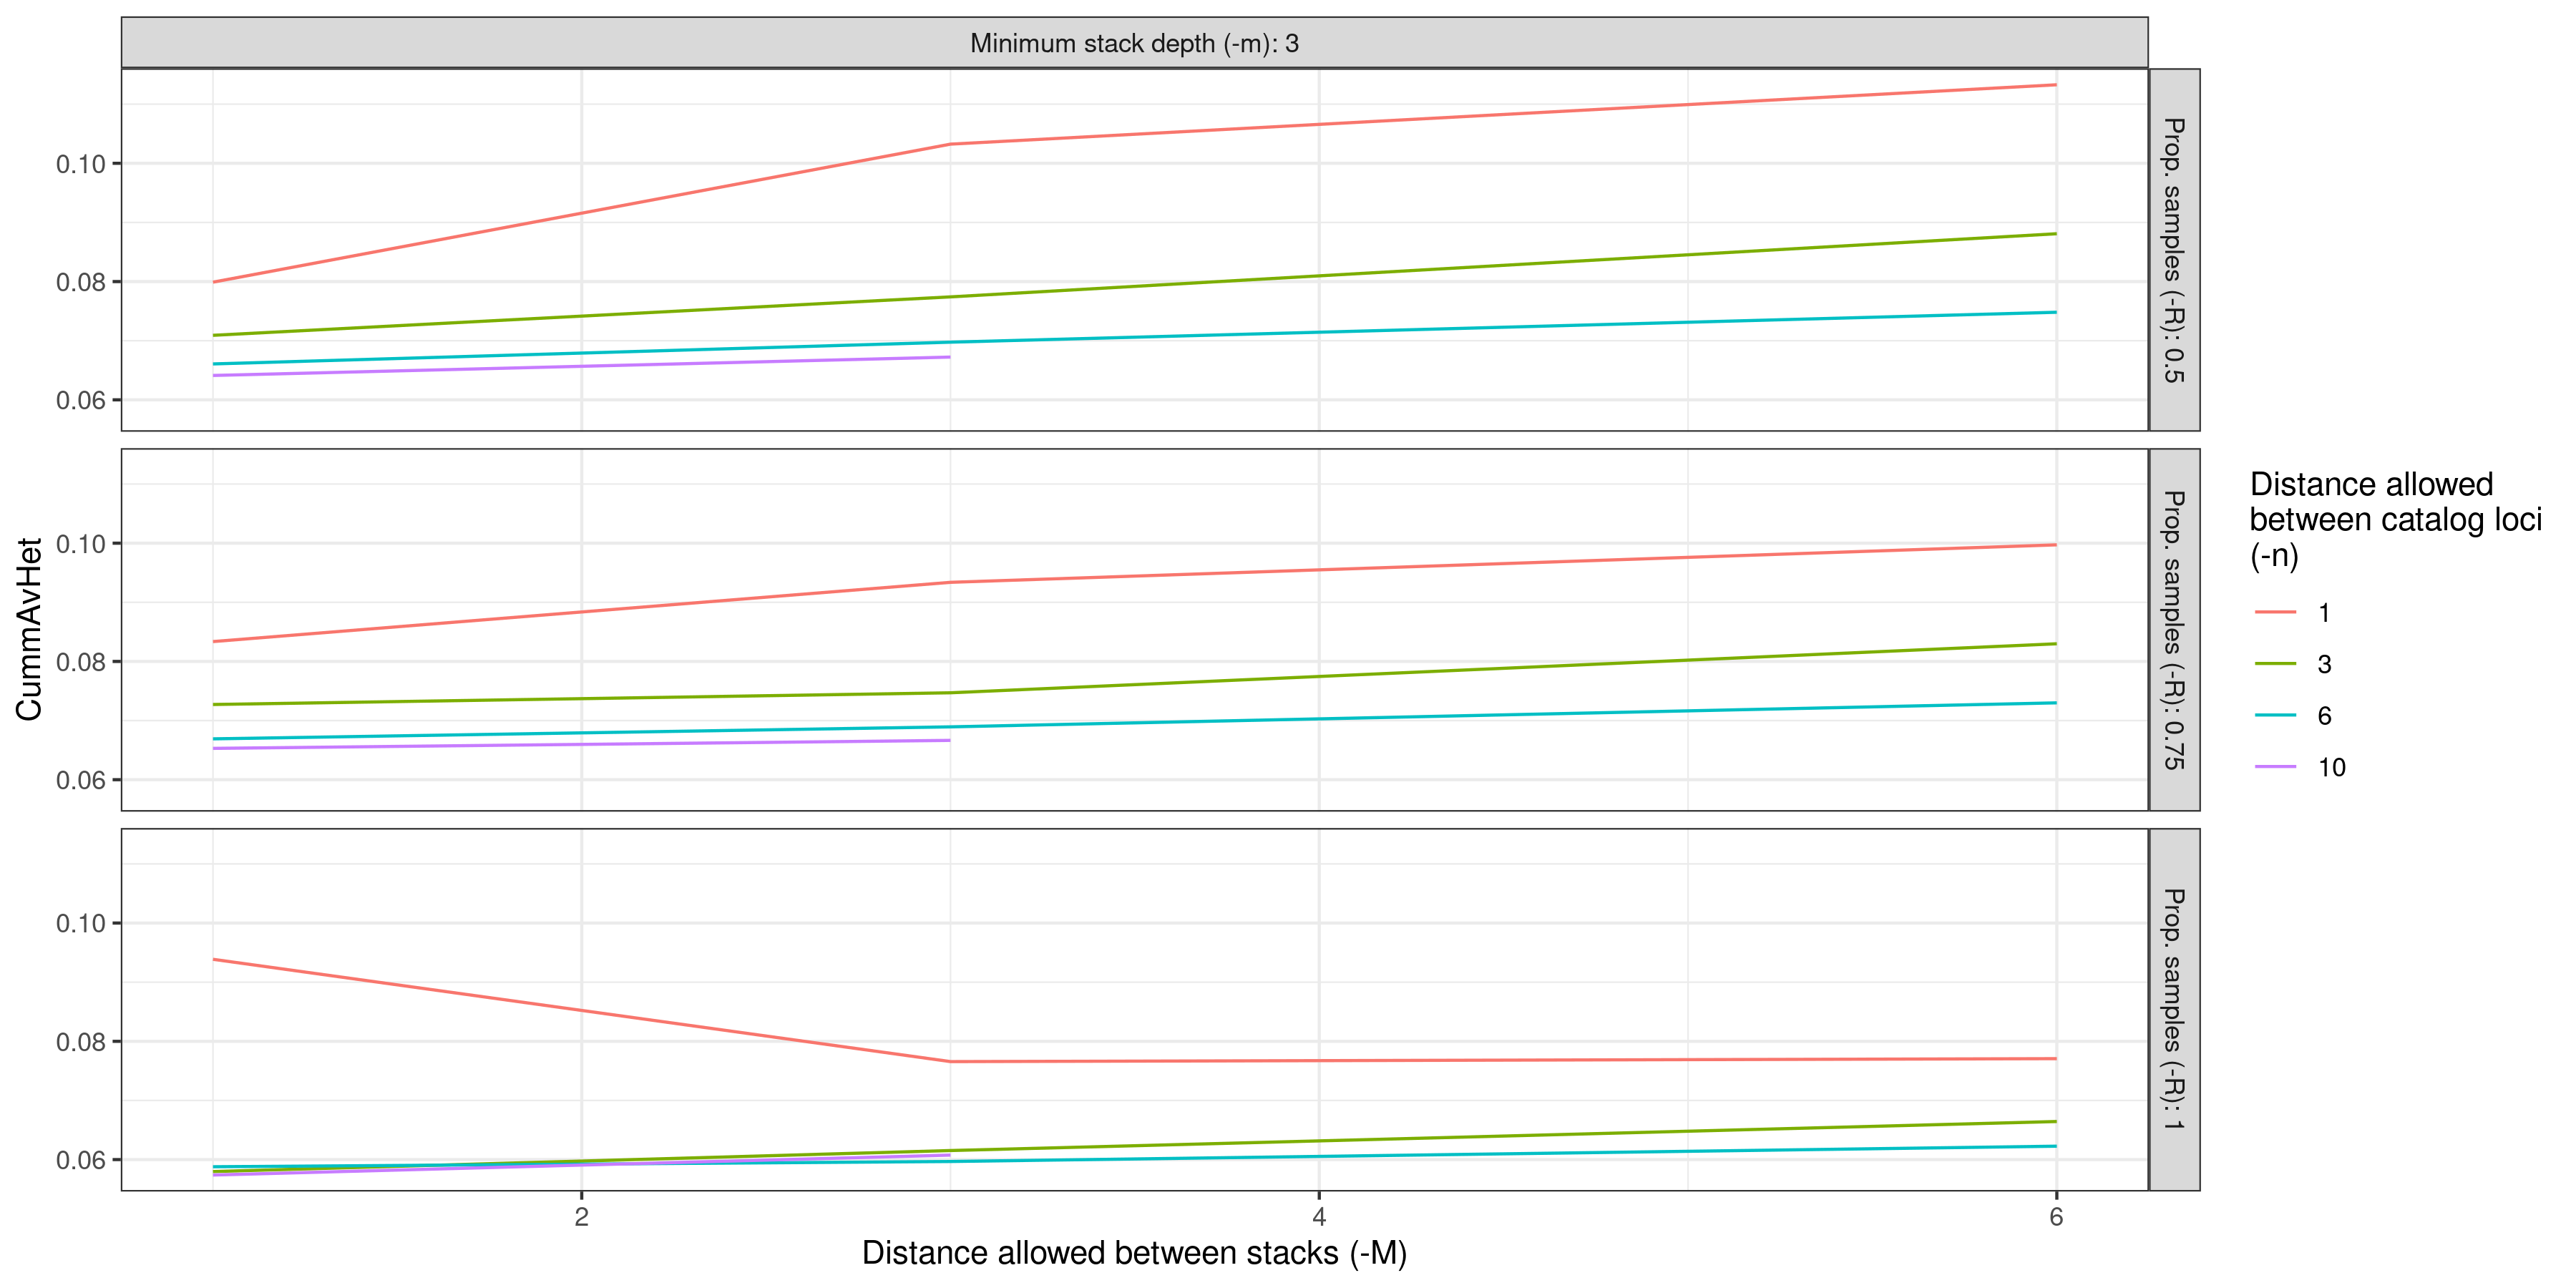 Minimum stack depth (-m): 3
0.10
0.08
0.06
Prop. samples (-R): 0.5
0.10
0.08
0.06
Prop. samples (-R): 0.75
0.10
0.08
0.06
Prop. samples (-R): 1
CummAvHet
2
4
6
Distance allowed between stacks (-M)
Distance allowed
between catalog loci
(-n)
1
3
6
10